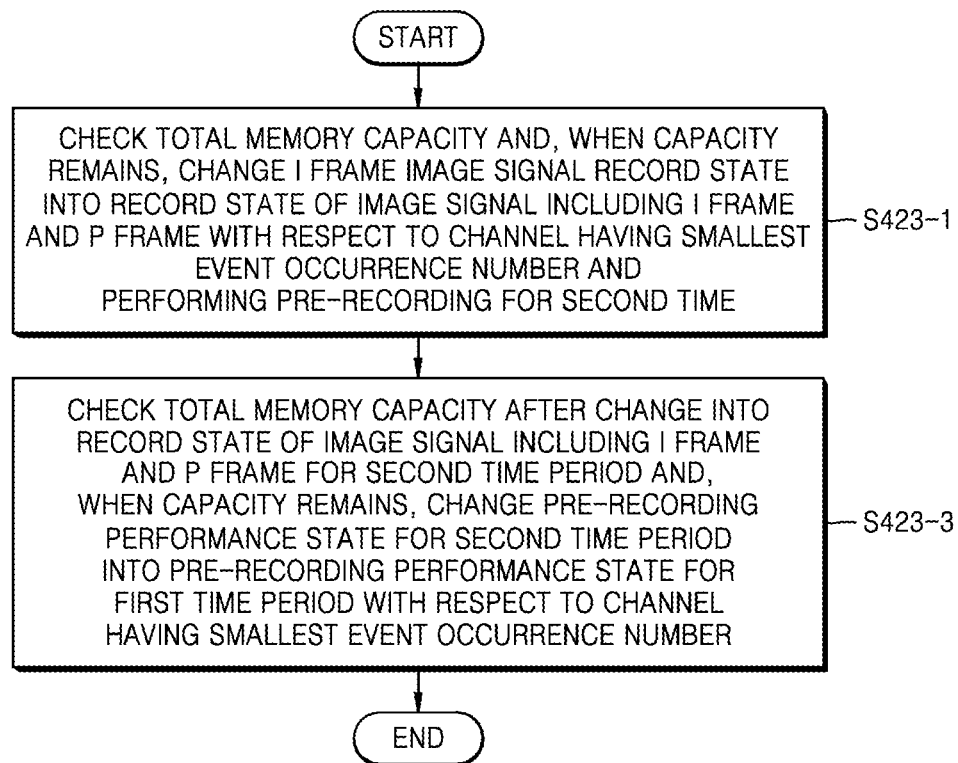 START
CHECK TOTAL MEMORY CAPACITY AND, WHEN CAPACITY
REMAINS, CHANGE I FRAME IMAGE SIGNAL RECORD STATE
INTO RECORD STATE OF IMAGE SIGNAL INCLUDING I FRAME
AND P FRAME WITH RESPECT TO CHANNEL HAVING SMALLEST
EVENT OCCURRENCE NUMBER AND
PERFORMING PRE-RECORDING FOR SECOND TIME
S423-1
CHECK TOTAL MEMORY CAPACITY AFTER CHANGE INTO
RECORD STATE OF IMAGE SIGNAL INCLUDING I FRAME
AND P FRAME FOR SECOND TIME PERIOD AND,
WHEN CAPACITY REMAINS, CHANGE PRE-RECORDING
PERFORMANCE STATE FOR SECOND TIME PERIOD
INTO PRE-RECORDING PERFORMANCE STATE FOR
FIRST TIME PERIOD WITH RESPECT TO CHANNEL
HAVING SMALLEST EVENT OCCURRENCE NUMBER
S423-3
END